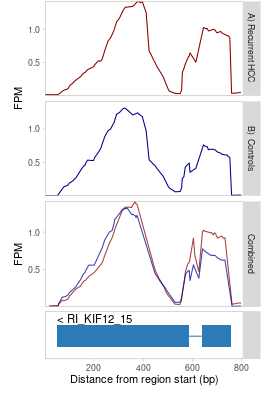 1.0
0.5
A) Recurrent HCC
FPM
1.0
0.5
B) Controls
1.0
0.5
FPM
Combined
< RI_KIF12_15
200
400
600
800
Distance from region start (bp)